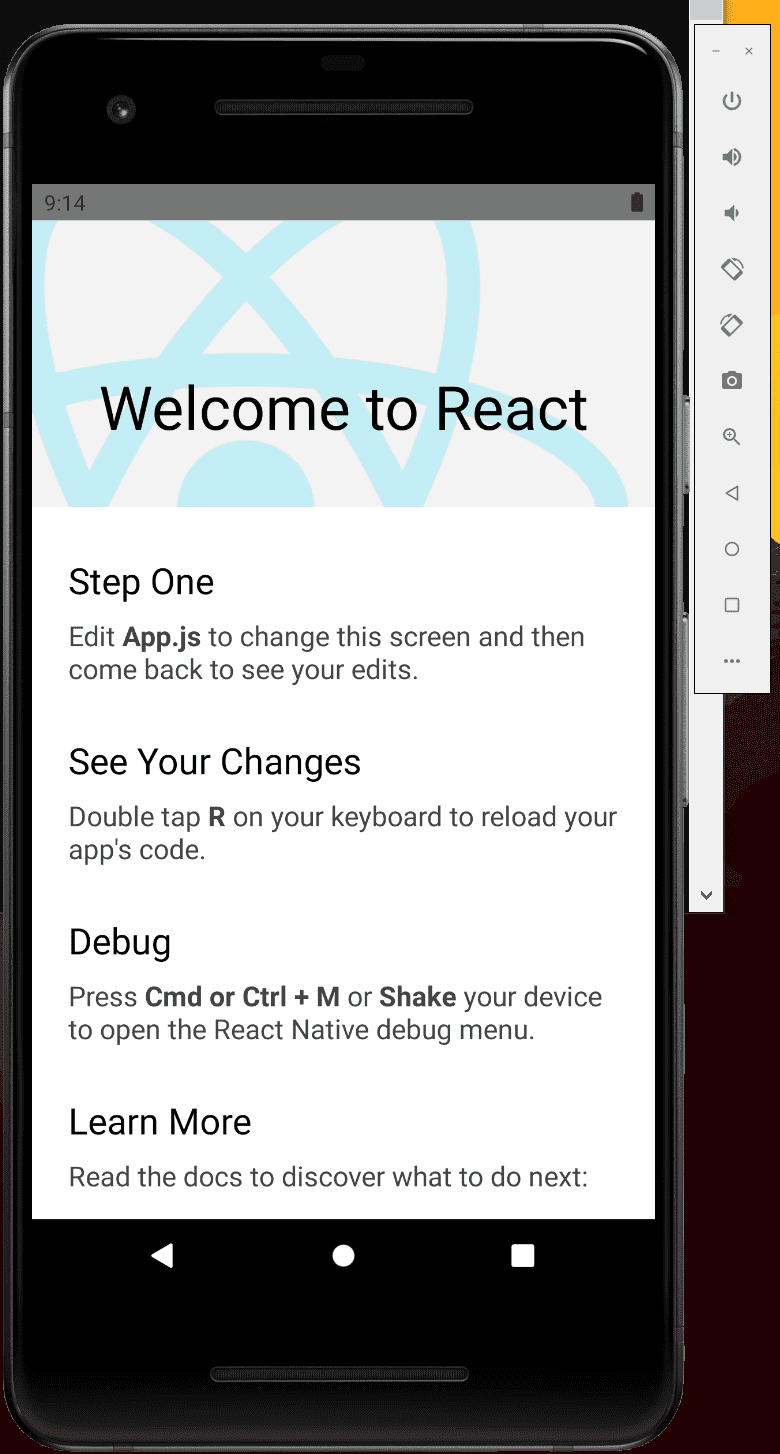 9:14
Welcome to React
Step One
Edit App.js to change this screen and then
come back to see your edits.
See Your Changes
Double tap R on your keyboard to reload your
app's code.
Debug
Press Cmd or Ctrl + M or Shake your device
to open the React Native debug menu.
Learn More
Read the docs to discover what to do next: